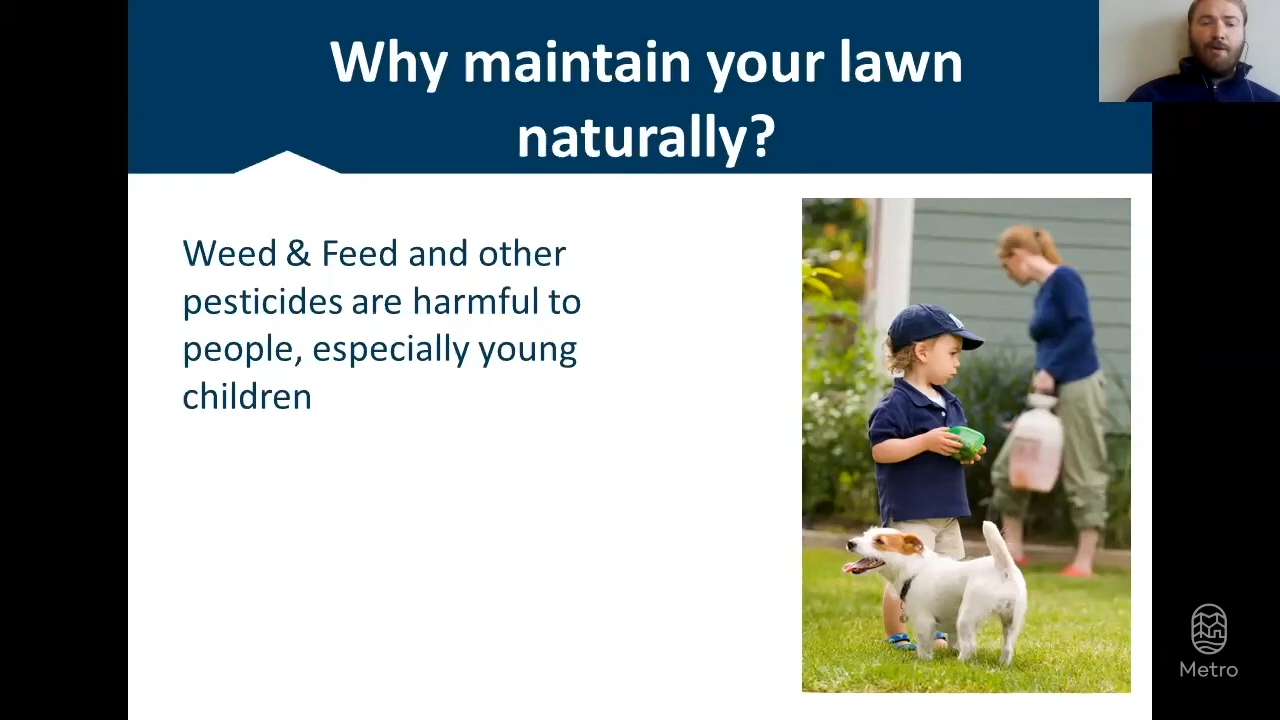 Why maintain your lawn
naturally?
Weed & Feed and other
pesticides are harmful to
people, especially young
children
Metro